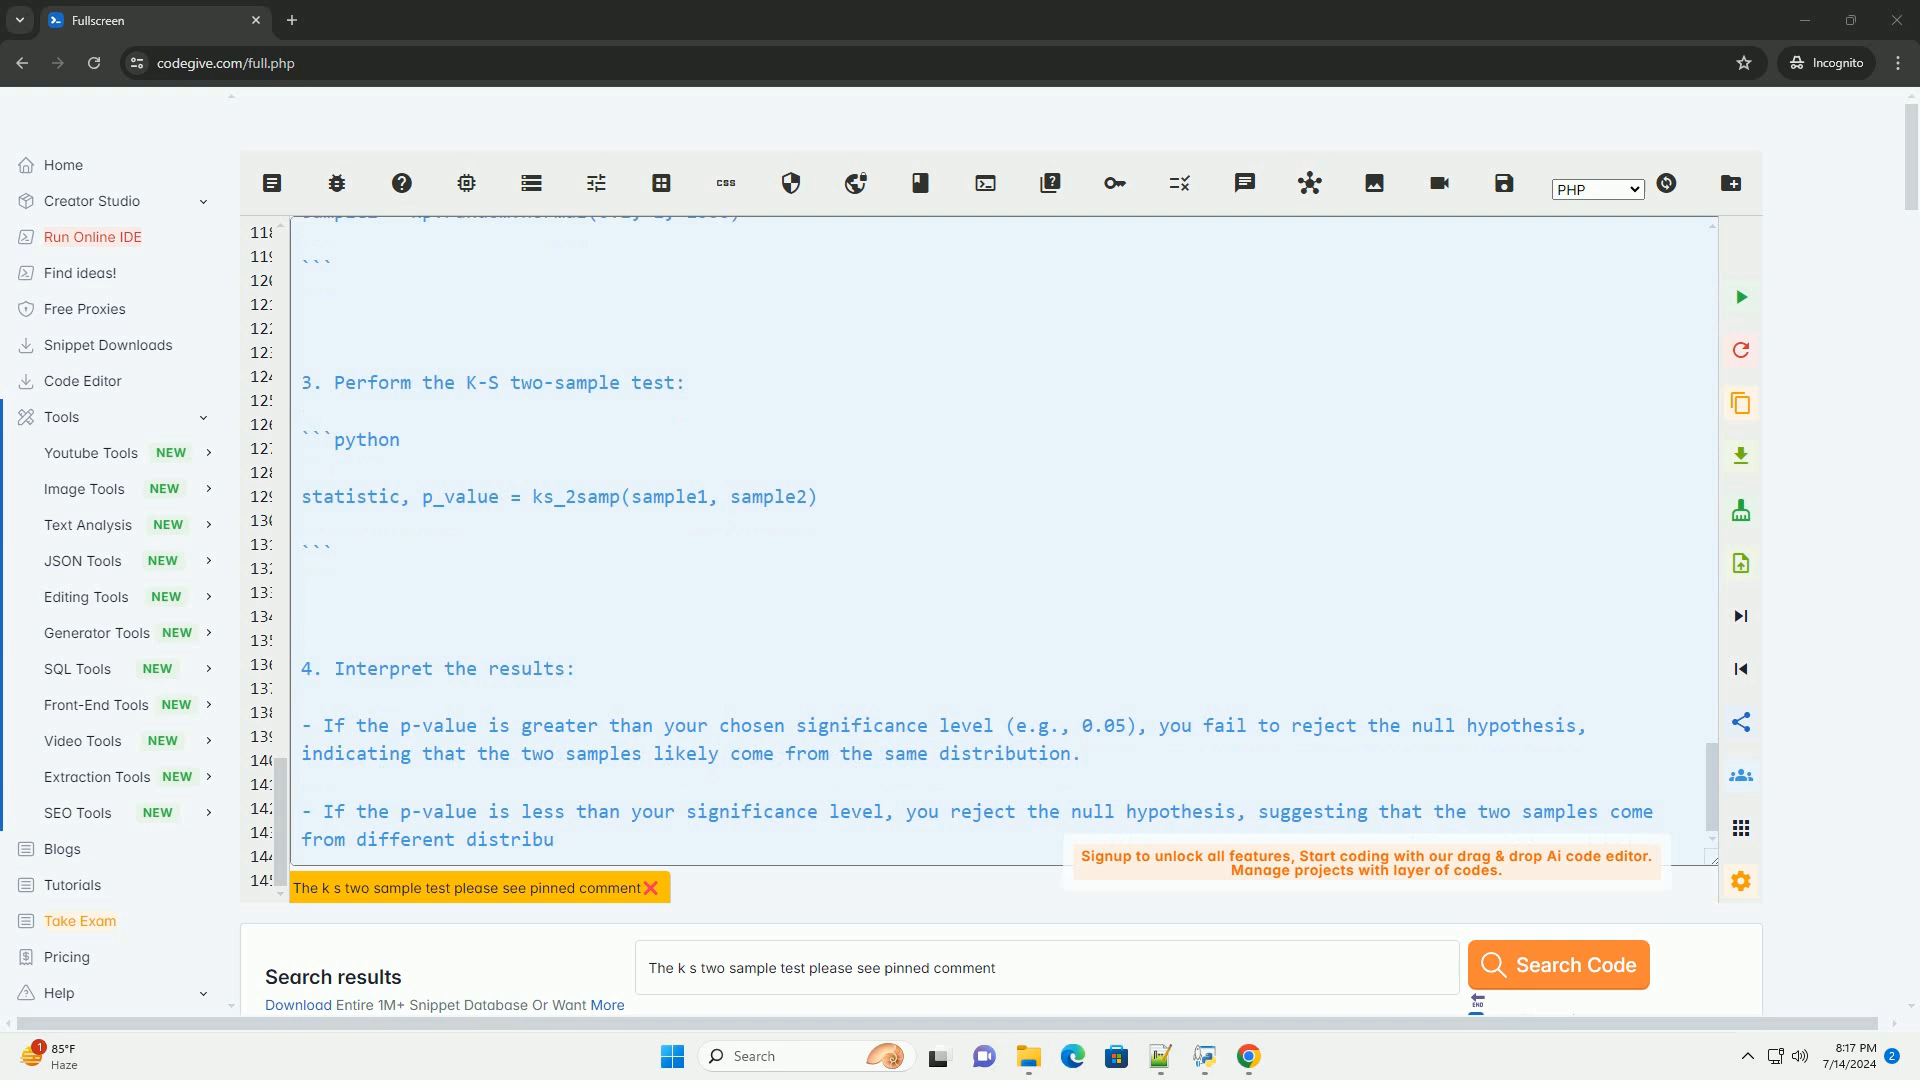 Fullscreen
codegive.com/full.php
Incognito
Home
Creator Studio
Run Online IDE
Find ideas!
Free Proxies
Snippet Downloads
Code Editor
Tools
Youtube Tools NEW
Image Tools NEW
Text Analysis NEW
JSON Tools NEW
Editing Tools NEW
Generator Tools NEW
SQL Tools NEW
Front-End Tools NEW
Video Tools NEW
Extraction Tools NEW
SEO Tools NEW
Blogs
Tutorials
Take Exam
Pricing
Help
css
PHP
```
3. Perform the K-S two-sample test:
```python
statistic, p_value = ks_2samp(sample1, sample2)
```
4. Interpret the results:
- If the p-value is greater than your chosen significance level (e.g., 0.05), you fail to reject the null hypothesis,
indicating that the two samples likely come from the same distribution.
- If the p-value is less than your significance level, you reject the null hypothesis, suggesting that the two samples come
from different distribu
Signup to unlock all features, Start coding with our drag & drop Ai code editor.
Manage projects with layer of codes.
The k s two sample test please see pinned comment
Search results
Download Entire 1M+ Snippet Database Or Want More
The k s two sample test please see pinned comment
Search Code
END
1
85°F
Haze
Search
8:17 PM
7/14/2024
2